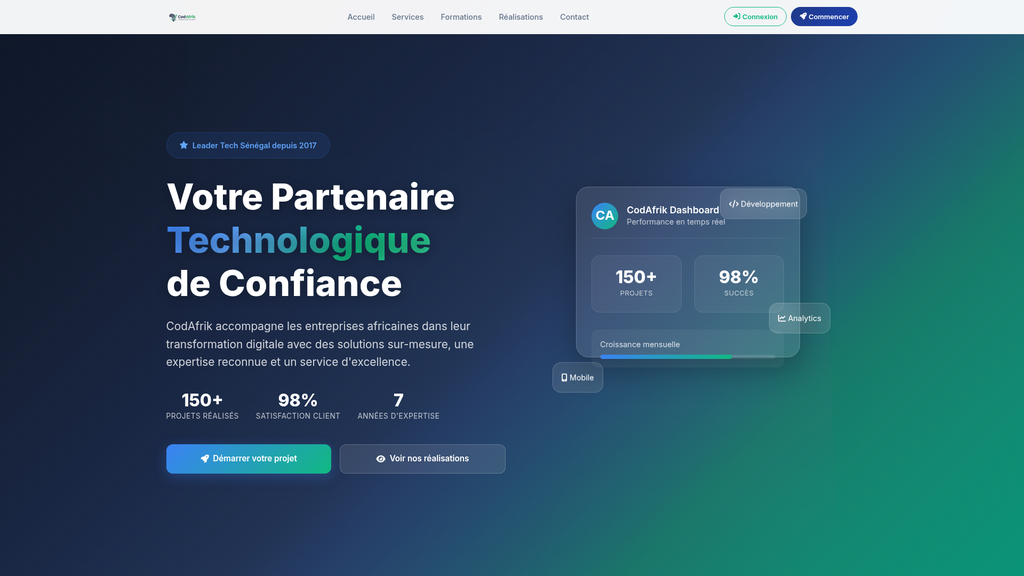 CodAfrik
Accueil
Services
Formations
Réalisations
Contact
Connexion
Commencer
Leader Tech Sénégal depuis 2017
Votre Partenaire
Technologique
de Confiance
CodAfrik accompagne les entreprises africaines dans leur
transformation digitale avec des solutions sur-mesure, une
expertise reconnue et un service d'excellence.
150+
PROJETS RÉALISÉS
98%
SATISFACTION CLIENT
7
ANNÉES D'EXPERTISE
Démarrer votre projet
Voir nos réalisations
CA
CodAfrik Dashboard
Performance en temps réel
Développement
150+
PROJETS
98%
SUCCÈS
Analytics
Croissance mensuelle
Mobile